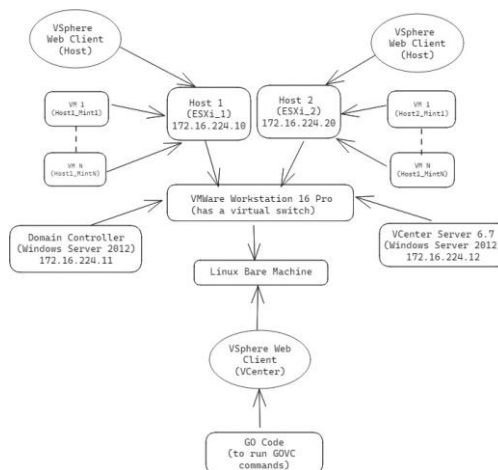 VSphere
Web Client
(Host)
VSphere
Web Client
(Host)
VM 1
(Host1_Mint1)
Host 1
(ESXi_1)
172.16.224.10
Host 2
(ESXi_2)
172.16.224.20
VM 1
(Host2_Mint1)
VM N
(Host1_MintN)
VM N
(Host1_MintN)
VMWare Workstation 16 Pro
(has a virtual switch)
Domain Controller
(Windows Server 2012)
172.16.224.11
VCenter Server 6.7
(Windows Server 2012)
172.16.224.12
Linux Bare Machine
VSphere Web
Client
(VCenter)
GO Code
(to run GOVC
commands)